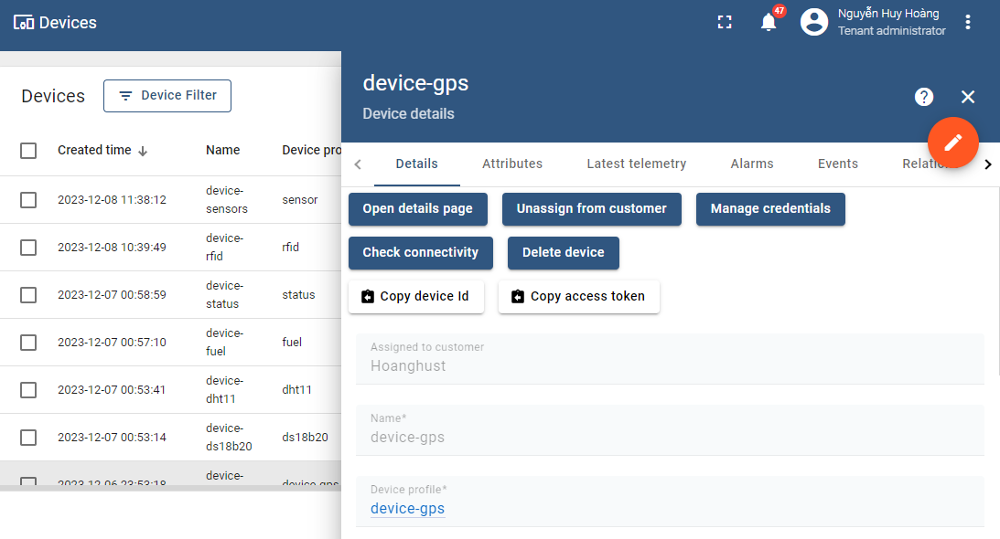 Devices
47
Nguyễn Huy Hoàng
Tenant administrator
Devices
Device Filter
Created time
Name
Device pro
2023-12-08 11:38:12
device-
sensors
sensor
2023-12-08 10:39:49
device-
rfid
rfid
2023-12-07 00:58:59
device-
status
status
2023-12-07 00:57:10
device-
fuel
fuel
2023-12-07 00:53:41
device-
dht11
dht11
2023-12-07 00:53:14
device-
ds18b20
ds18b20
2023-12-06 23:53:18
device-
device-gps
device-gps
Device details
?
Details
Attributes
Latest telemetry
Alarms
Events
Relatio
Open details page
Unassign from customer
Manage credentials
Check connectivity
Delete device
Copy device Id
Copy access token
Assigned to customer
Hoanghust
Name*
device-gps
Device profile*
device-gps